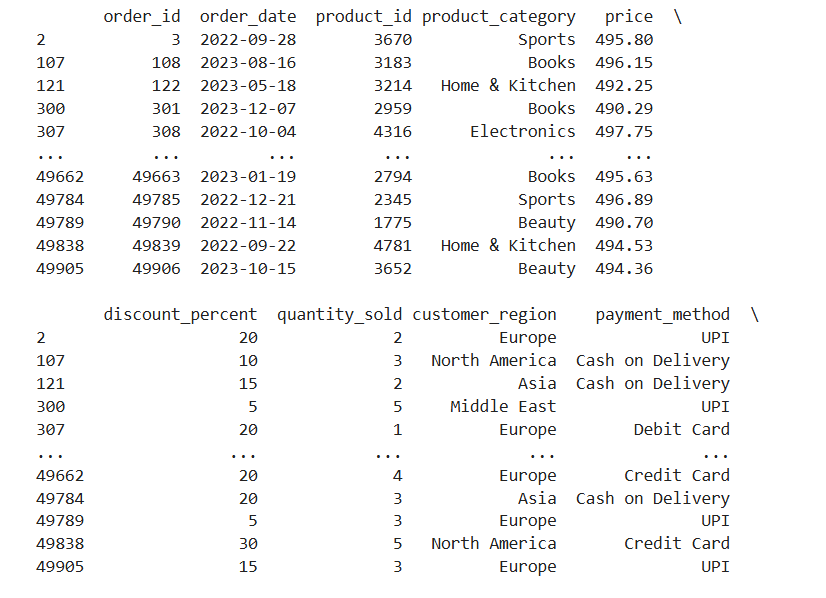 order_id  order_date  product_id product_category   price  \
2             3  2022-09-28        3670           Sports  495.80
107         108  2023-08-16        3183            Books  496.15
121         122  2023-05-18        3214   Home & Kitchen  492.25
300         301  2023-12-07        2959            Books  490.29
307         308  2022-10-04        4316      Electronics  497.75
...         ...         ...         ...              ...     ...
49662     49663  2023-01-19        2794            Books  495.63
49784     49785  2022-12-21        2345           Sports  496.89
49789     49790  2022-11-14        1775           Beauty  490.70
49838     49839  2022-09-22        4781   Home & Kitchen  494.53
49905     49906  2023-10-15        3652           Beauty  494.36

       discount_percent  quantity_sold customer_region    payment_method  \
2                    20              2          Europe               UPI
107                  10              3   North America  Cash on Delivery
121                  15              2            Asia  Cash on Delivery
300                   5              5     Middle East               UPI
307                  20              1          Europe        Debit Card
...                 ...            ...             ...               ...
49662                20              4          Europe       Credit Card
49784                20              3            Asia  Cash on Delivery
49789                 5              3          Europe               UPI
49838                30              5   North America       Credit Card
49905                15              3          Europe               UPI